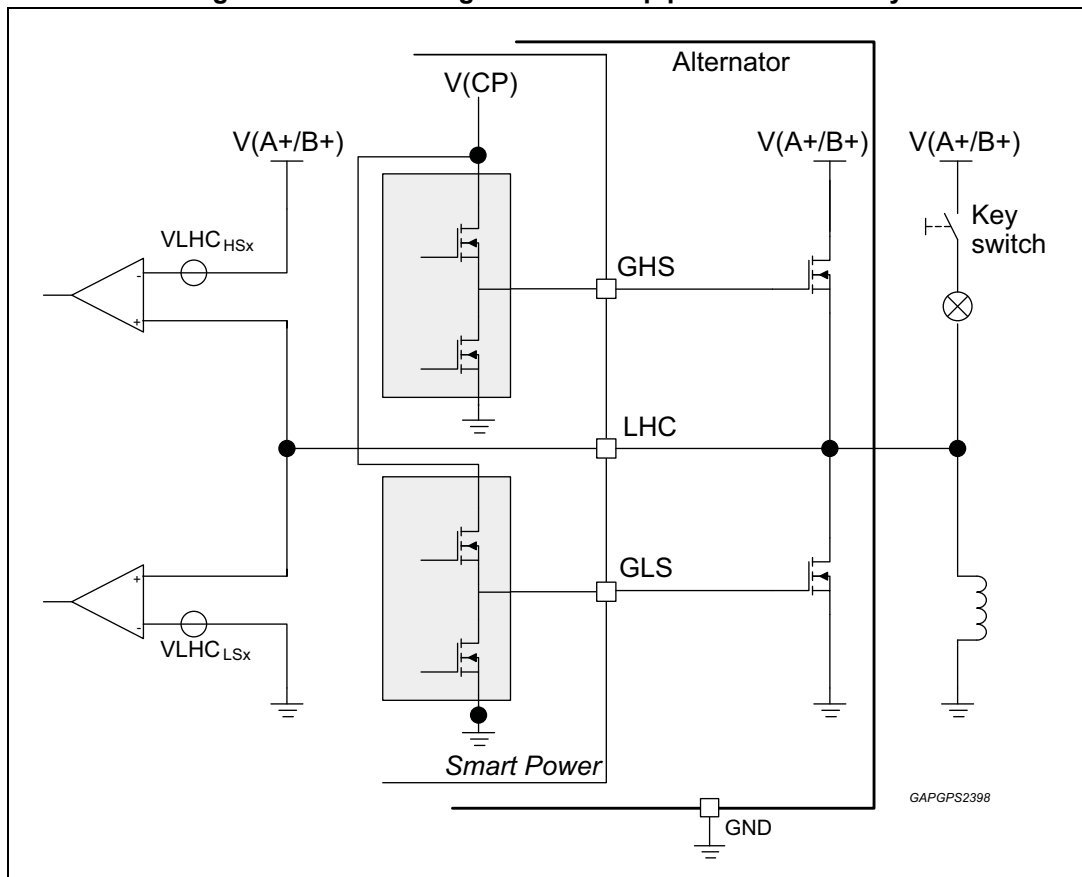 Alternator
V(CP)
V(A+/B+)
V(A+/B+)
V(A+/B+)
Key
switch
VLHC HSx
-
+
GHS
LHC
GLS
+
-
VLHC LSx
Smart Power
GAPGPS2398
GND